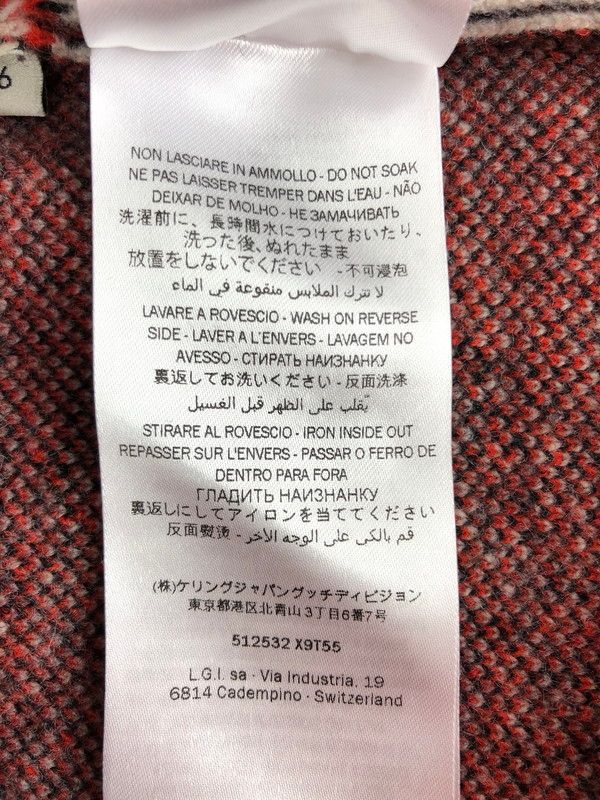 6
NON LASCIARE IN AMMOLLO - DO NOT SOAK
NE PAS LAISSER TREMPER DANS L'EAU - NÃO
DEIXAR DE MOLHO - НЕ ЗАМАЧИВАТЬ
洗濯前に、長時間水につけておいたり、
洗った後、ぬれたまま
放置をしないでください - 不可浸泡
لا تترك الملابس منقوعة في الماء
LAVARE A ROVESCIO - WASH ON REVERSE
SIDE - LAVER A L'ENVERS - LAVAGEM NO
AVESSO - СТИРАТЬ НАИЗНАНКУ
裏返してお洗いください - 反面洗涤
يُقلب على الظهر قبل الغسيل
STIRARE AL ROVESCIO - IRON INSIDE OUT
REPASSER SUR L'ENVERS - PASSAR O FERRO DE
DENTRO PARA FORA
ГЛАДИТЬ НАИЗНАНКУ
裏返しにしてアイロンを当ててください
反面熨烫 - قم بالكى على الوجه الأخر
(株)ケリングジャパングッチディビジョン
東京都港区北青山3丁目6番7号
512532 X9T55
L.G.I. sa - Via Industria, 19
6814 Cadempino - Switzerland